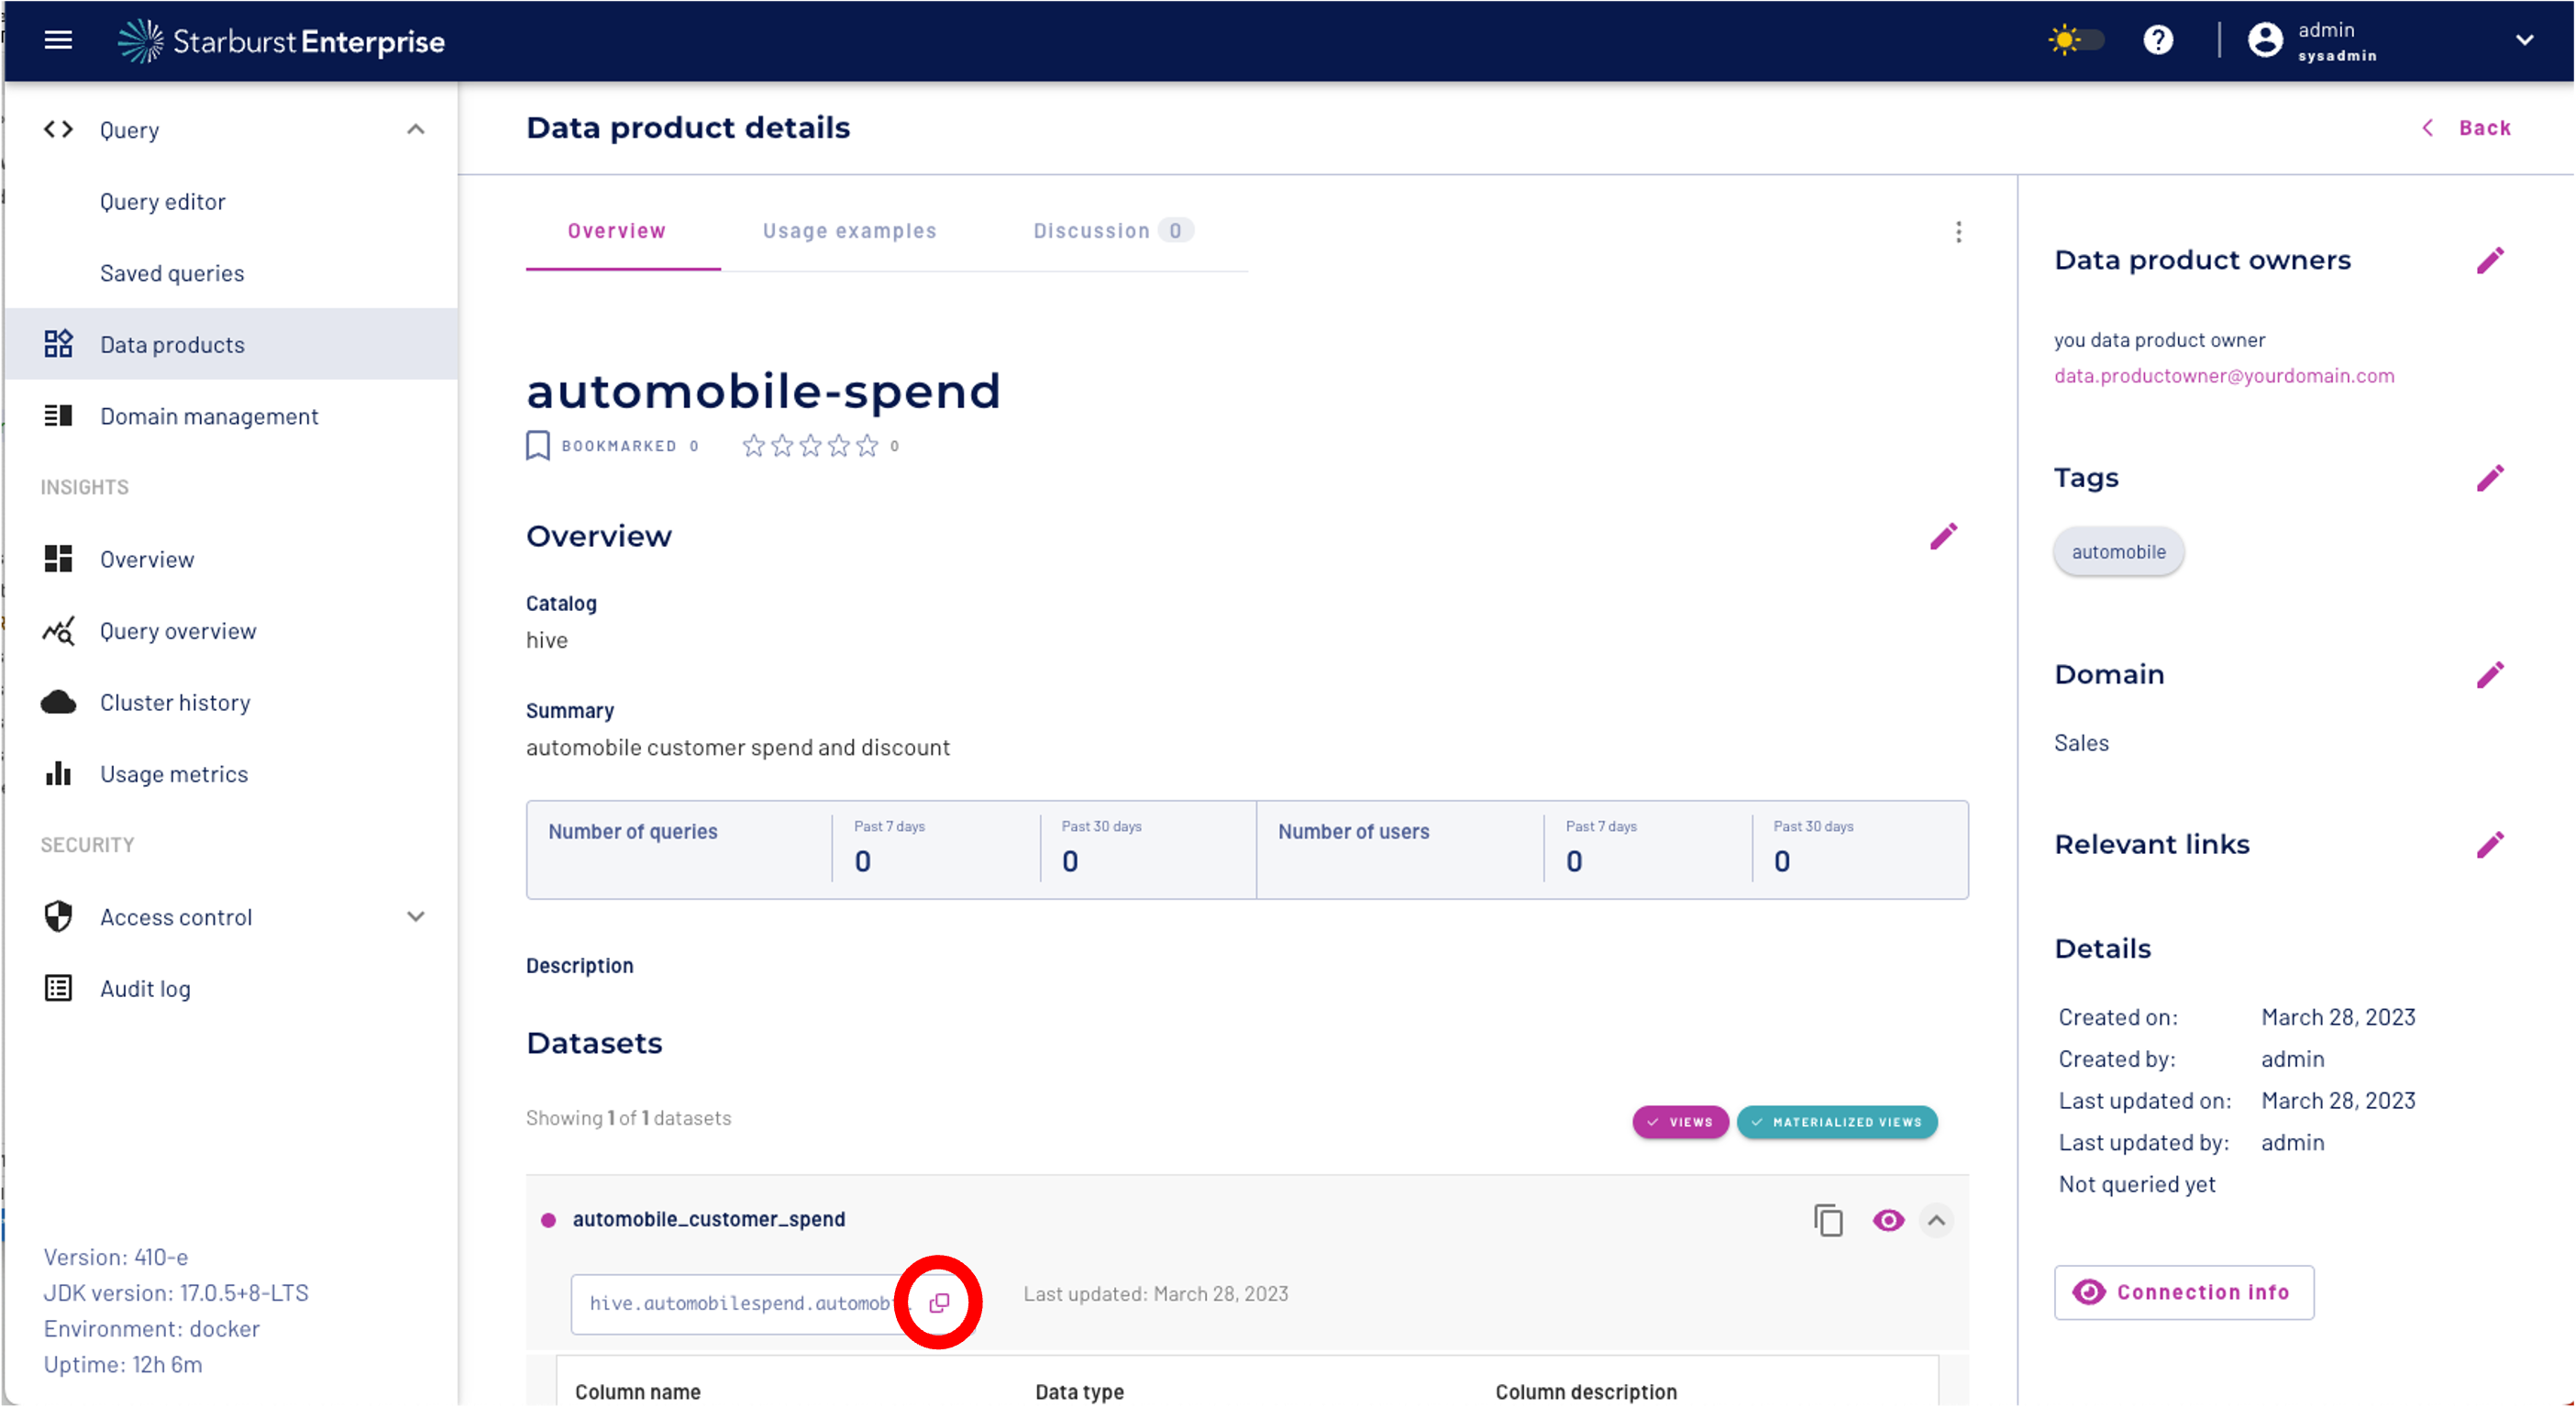 Starburst Enterprise
admin
sysadmin
Query
Query editor
Saved queries
Data products
Domain management
INSIGHTS
Overview
Query overview
Cluster history
Usage metrics
SECURITY
Access control
Audit log
Version: 410-e
JDK version: 17.0.5+8-LTS
Environment: docker
Uptime: 12h 6m
Data product details
Back
Overview
Usage examples
Discussion 0
automobile-spend
BOOKMARKED 0
0
Overview
Catalog
hive
Summary
automobile customer spend and discount
Number of queries
Past 7 days
0
Past 30 days
0
Number of users
Past 7 days
0
Past 30 days
0
Description
Datasets
Showing 1 of 1 datasets
VIEWS
MATERIALIZED VIEWS
automobile_customer_spend
hive.automobilespend.automob
Last updated: March 28, 2023
Column name
Data type
Column description
Data product owners
you data product owner
data.productowner@yourdomain.com
Tags
automobile
Domain
Sales
Relevant links
Details
Created on: March 28, 2023
Created by: admin
Last updated on: March 28, 2023
Last updated by: admin
Not queried yet
Connection info